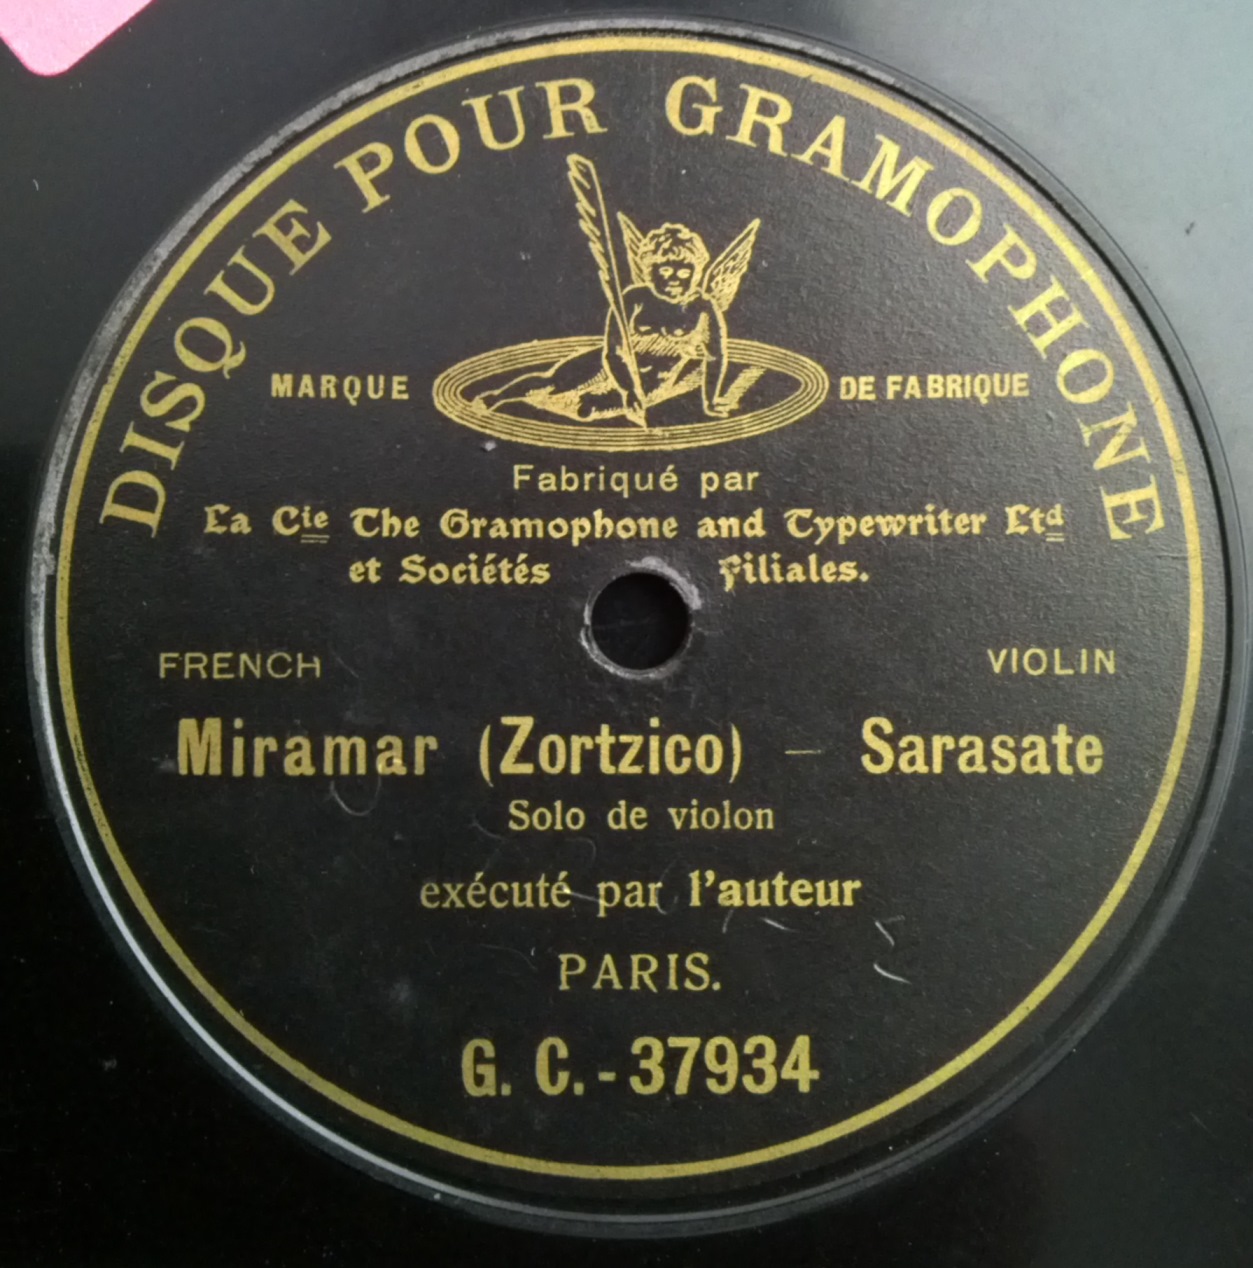 DISQUE POUR GRAMOPHONE
MARQUE DE FABRIQUE
Fabriqué par
La Cie The Gramophone and Typewriter Ltd
et Sociétés Filiales.
FRENCH VIOLIN
Miramar (Zortzico) — Sarasate
Solo de violon
exécuté par l'auteur
PARIS.
G. C. - 37934